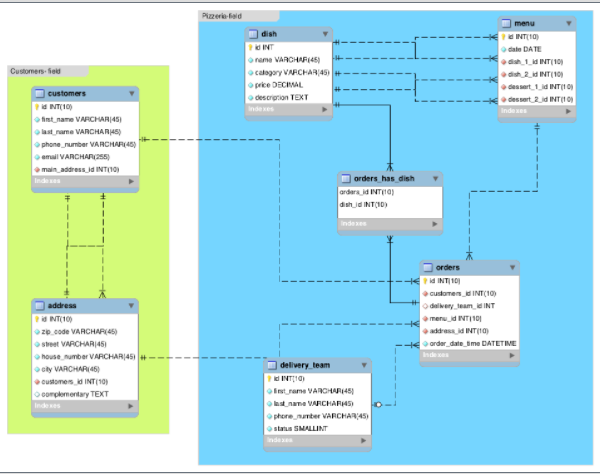 Pizzeria-field
dish
id INT
name VARCHAR(45)
category VARCHAR(45)
price DECIMAL
description TEXT
Indexes
menu
id INT(10)
date DATE
dish_1_id INT(10)
dish_2_id INT(10)
dessert_1_id INT(10)
dessert_2_id INT(10)
Indexes
Customers-field
customers
id INT(10)
first_name VARCHAR(45)
last_name VARCHAR(45)
phone_number VARCHAR(45)
email VARCHAR(255)
main_address_id INT(10)
Indexes
orders_has_dish
orders_id INT(10)
dish_id INT(10)
Indexes
orders
id INT(10)
customers_id INT(10)
delivery_team_id INT
menu_id INT(10)
address_id INT(10)
order_date_time DATETIME
Indexes
address
id INT(10)
zip_code VARCHAR(45)
street VARCHAR(45)
house_number VARCHAR(45)
city VARCHAR(45)
customers_id INT(10)
complementary TEXT
Indexes
delivery_team
id INT(10)
first_name VARCHAR(45)
last_name VARCHAR(45)
phone_number VARCHAR(45)
status SMALLINT
Indexes